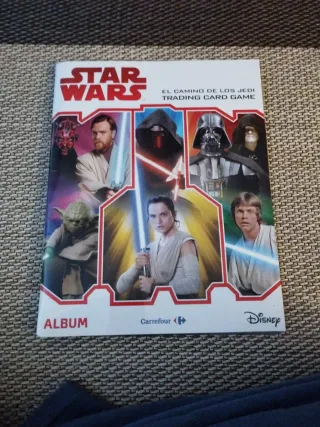 STAR
WARS
EL CAMINO DE LOS JEDI
TRADING CARD GAME
ALBUM
Carrefour
Disney